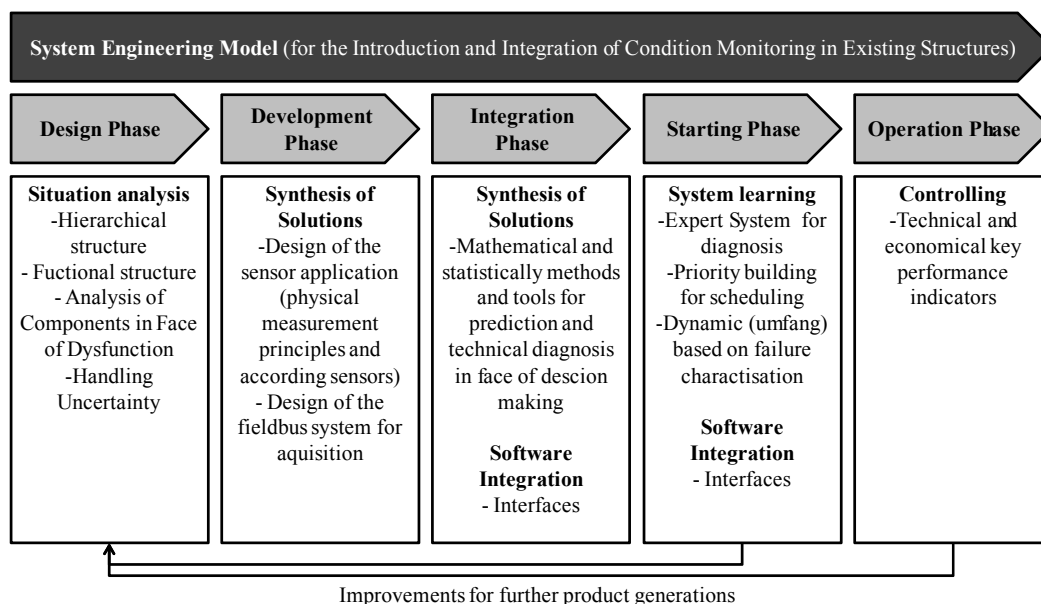 System Engineering Model (for the Introduction and Integration of Condition Monitoring in Existing Structures)
Design Phase
Development
Phase
Integration
Phase
Starting Phase
Operation Phase
Situation analysis
-Hierarchical
structure
- Fuctional structure
- Analysis of
Components in Face
of Dysfunction
-Handling
Uncertainty
Synthesis of
Solutions
-Design of the
sensor application
(physical
measurement
principles and
according sensors)
- Design of the
fieldbus system for
aquisition
Synthesis of
Solutions
-Mathematical and
statistically methods
and tools for
prediction and
technical diagnosis
in face of descion
making
Software
Integration
- Interfaces
System learning
-Expert System for
diagnosis
-Priority building
for scheduling
-Dynamic (umfang)
based on failure
charactisation
Software
Integration
- Interfaces
Controlling
-Technical and
economical key
performance
indicators
Improvements for further product generations